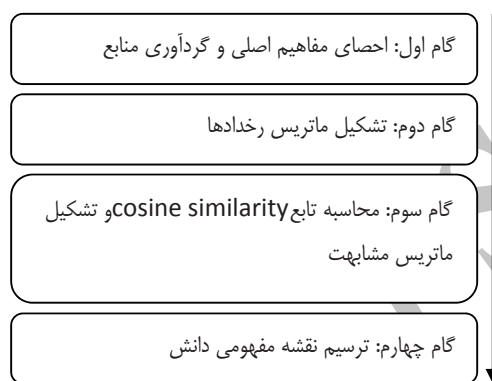 گام اول: احصای مفاهیم اصلی و گردآوری منابع
گام دوم: تشکیل ماتریس رخدادها
گام سوم: محاسبه تابع cosine similarity و تشکیل
ماتریس مشابهت
گام چهارم: ترسیم نقشه مفهومی دانش